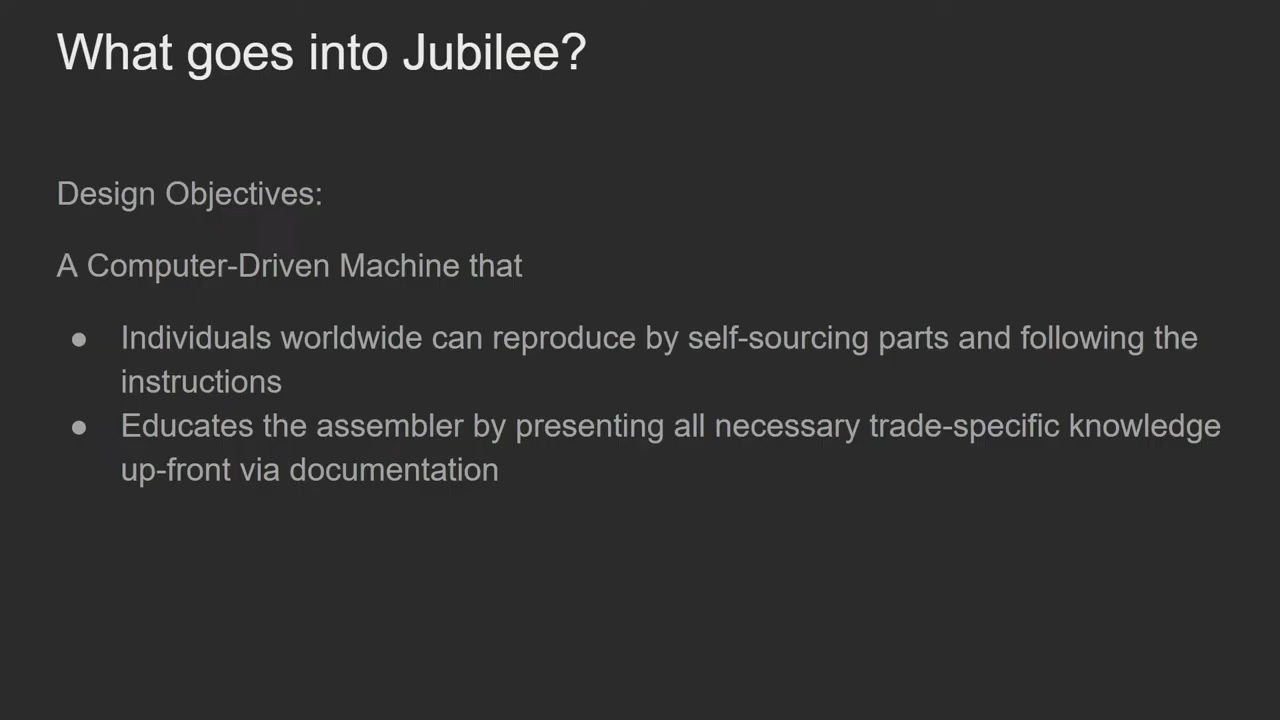 What goes into Jubilee?
Design Objectives:
A Computer-Driven Machine that
● Individuals worldwide can reproduce by self-sourcing parts and following the
instructions
● Educates the assembler by presenting all necessary trade-specific knowledge
up-front via documentation